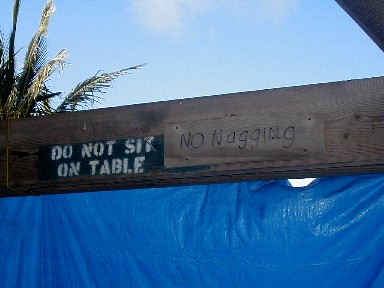 DO NOT SIT
ON TABLE
NO Nagging